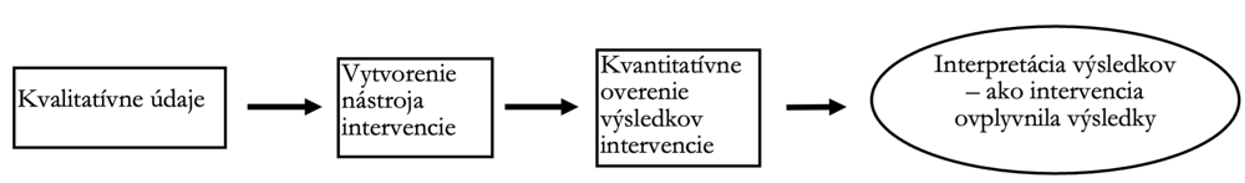 Kvalitatívne údaje
Vytvorenie
nástroja
intervencie
Kvantitatívne
overenie
výsledkov
intervencie
Interpretácia výsledkov
– ako intervencia
ovplyvnila výsledky